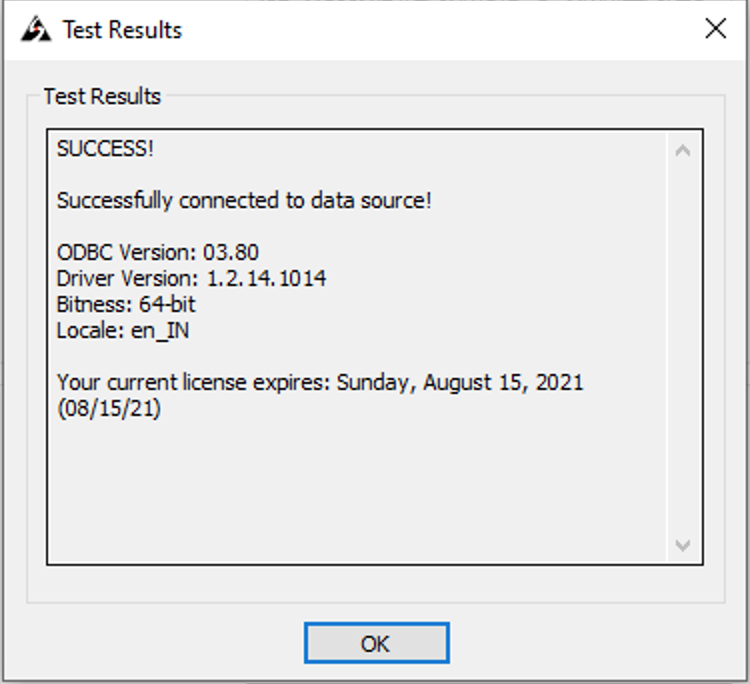 Test Results
Test Results
SUCCESS!
Successfully connected to data source!
ODBC Version: 03.80
Driver Version: 1.2.14.1014
Bitness: 64-bit
Locale: en_IN
Your current license expires: Sunday, August 15, 2021
(08/15/21)
OK